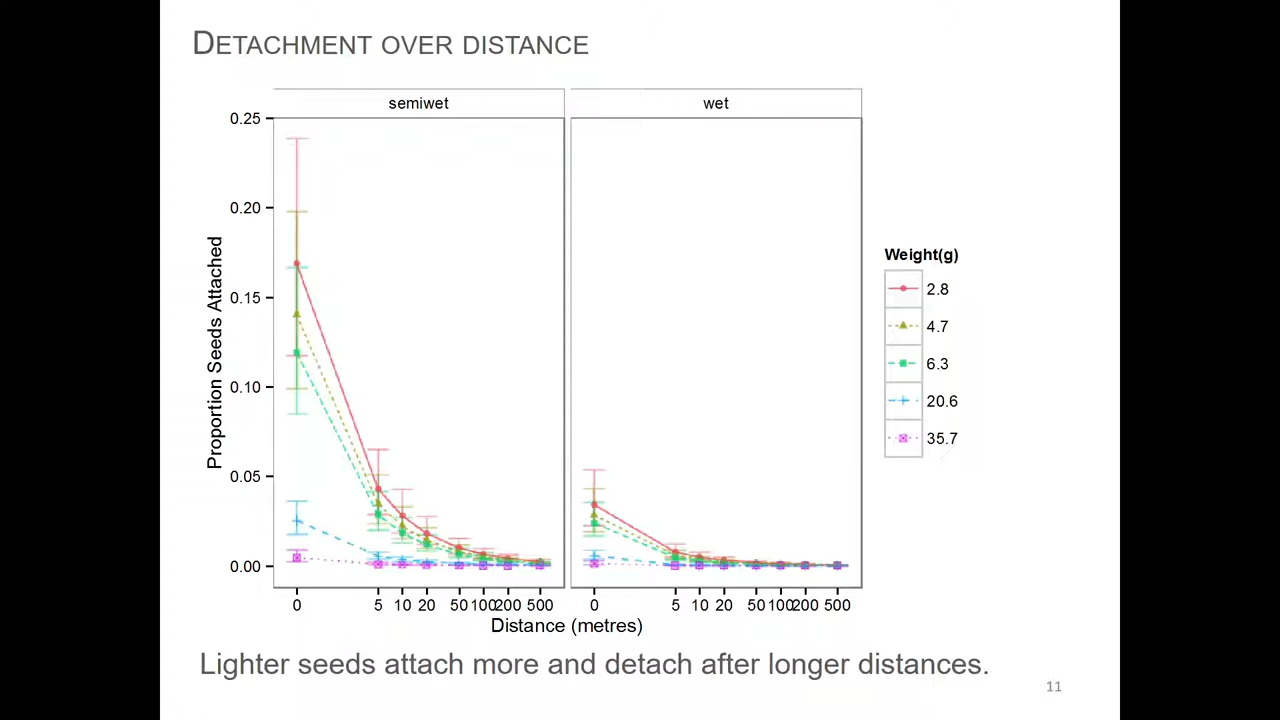 DETACHMENT OVER DISTANCE
semiwet
wet
0.25
0.20
0.15
0.10
0.05
0.00
Proportion Seeds Attached
0 5 10 20 50 100 200 500
0 5 10 20 50 100 200 500
Distance (metres)
Weight(g)
2.8
4.7
6.3
20.6
35.7
Lighter seeds attach more and detach after longer distances.
11